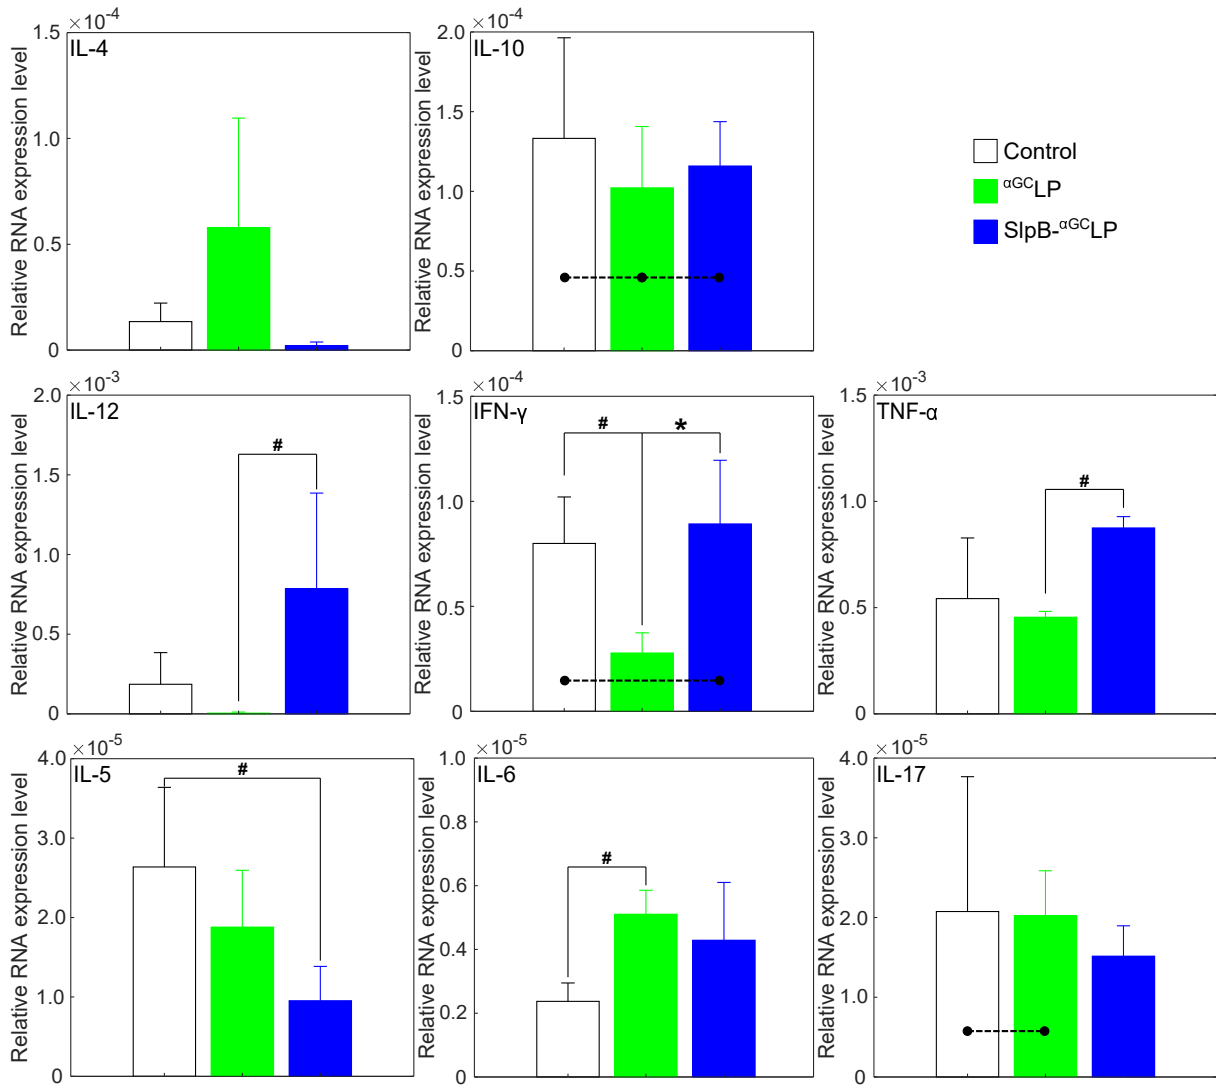 ×10⁻⁴
1.5
1.0
0.5
0
Relative RNA expression level
IL-4
×10⁻⁴
2.0
1.5
1.0
0.5
0
Relative RNA expression level
IL-10
Control
ᵅᴳᶜLP
SlpB-ᵅᴳᶜLP
×10⁻³
2.0
1.5
1.0
0.5
0
Relative RNA expression level
IL-12
#
×10⁻⁴
1.5
1.0
0.5
0
Relative RNA expression level
IFN-γ
# *
×10⁻³
1.5
1.0
0.5
0
Relative RNA expression level
TNF-α
#
×10⁻⁵
4.0
3.0
2.0
1.0
0
Relative RNA expression level
IL-5
#
×10⁻⁵
1.0
0.8
0.6
0.4
0.2
0
Relative RNA expression level
IL-6
#
×10⁻⁵
4.0
3.0
2.0
1.0
0
Relative RNA expression level
IL-17